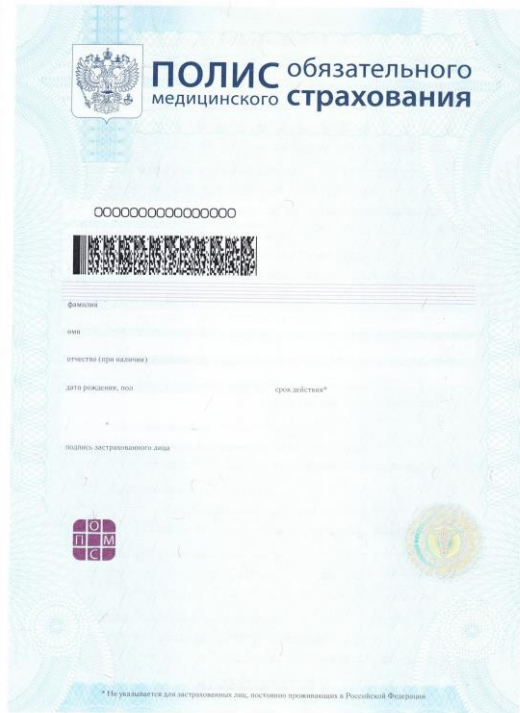 ПОЛИС обязательного
медицинского страхования
0000000000000000
фамилия
имя
отчество (при наличии)
дата рождения, пол
срок действия*
*
подпись застрахованного лица
О
П М
С
* Не указывается для застрахованных лиц, постоянно проживающих в Российской Федерации